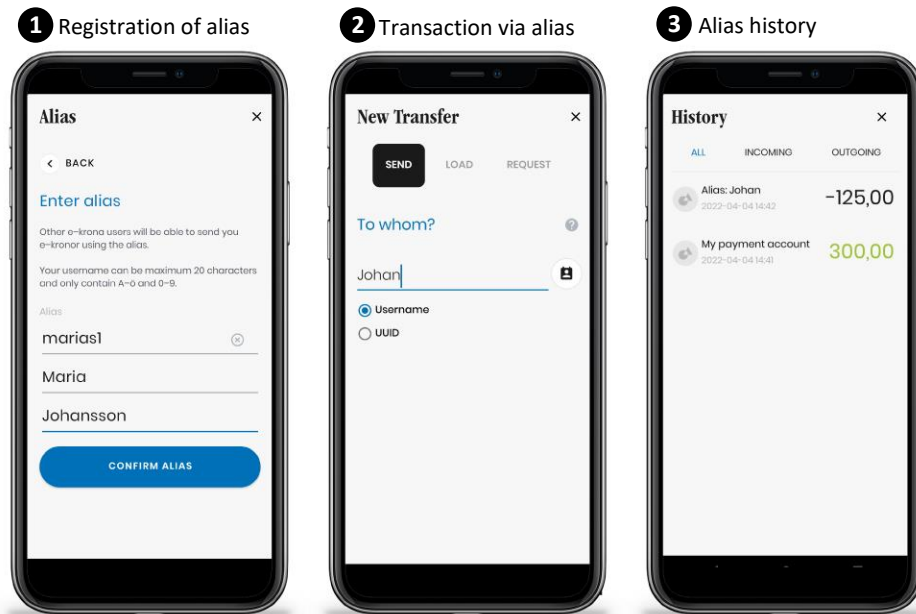 1 Registration of alias
Alias ×
< BACK
Enter alias
Other e-krona users will be able to send you
e-kronor using the alias.
Your username can be maximum 20 characters
and only contain A-ö and 0-9.
Alias
marias1
Maria
Johansson
CONFIRM ALIAS
2 Transaction via alias
New Transfer ×
SEND LOAD REQUEST
To whom? ?
Johan
Username
UUID
3 Alias history
History ×
ALL INCOMING OUTGOING
Alias: Johan -125,00
2022-04-04 14:42
My payment account 300,00
2022-04-04 14:41